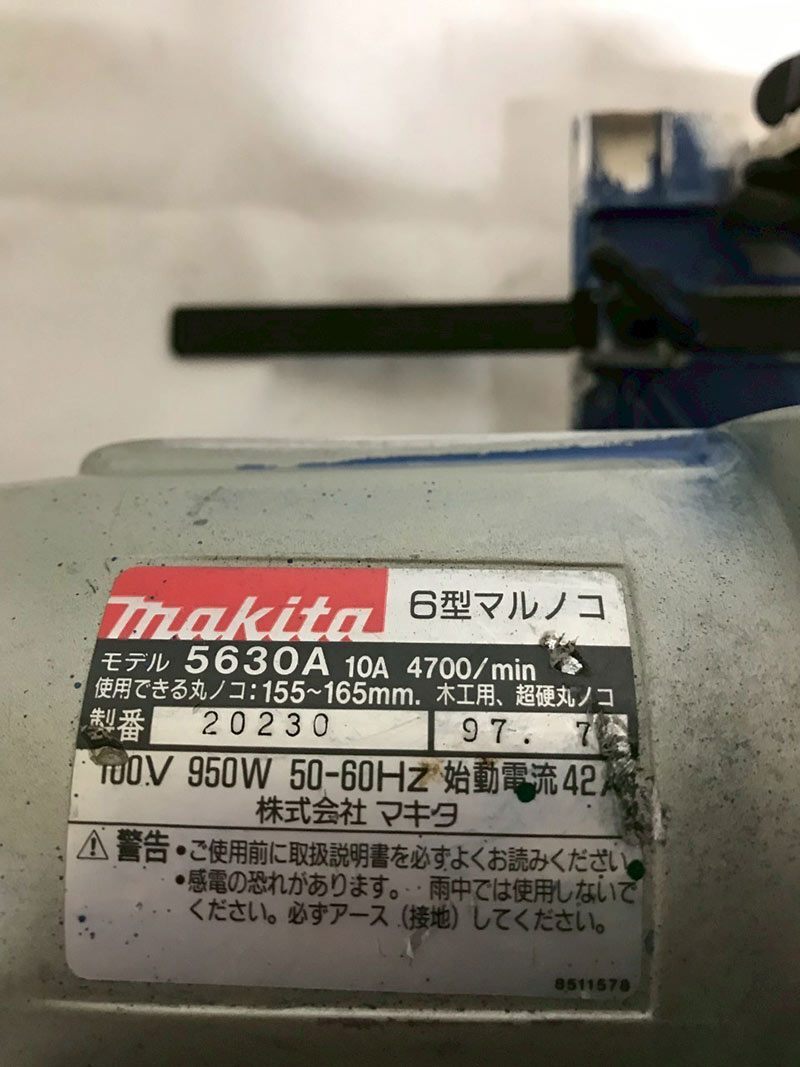 makita 6型マルノコ
モデル 5630A 10A 4700/min
使用できる丸ノコ:155~165mm. 木工用、超硬丸ノコ
製番 20230 97. 7
100V 950W 50-60Hz 始動電流42A
株式会社 マキタ
⚠警告 •ご使用前に取扱説明書を必ずよくお読みください。
•感電の恐れがあります。 雨中では使用しないで
ください。必ずアース(接地)してください。
8511578